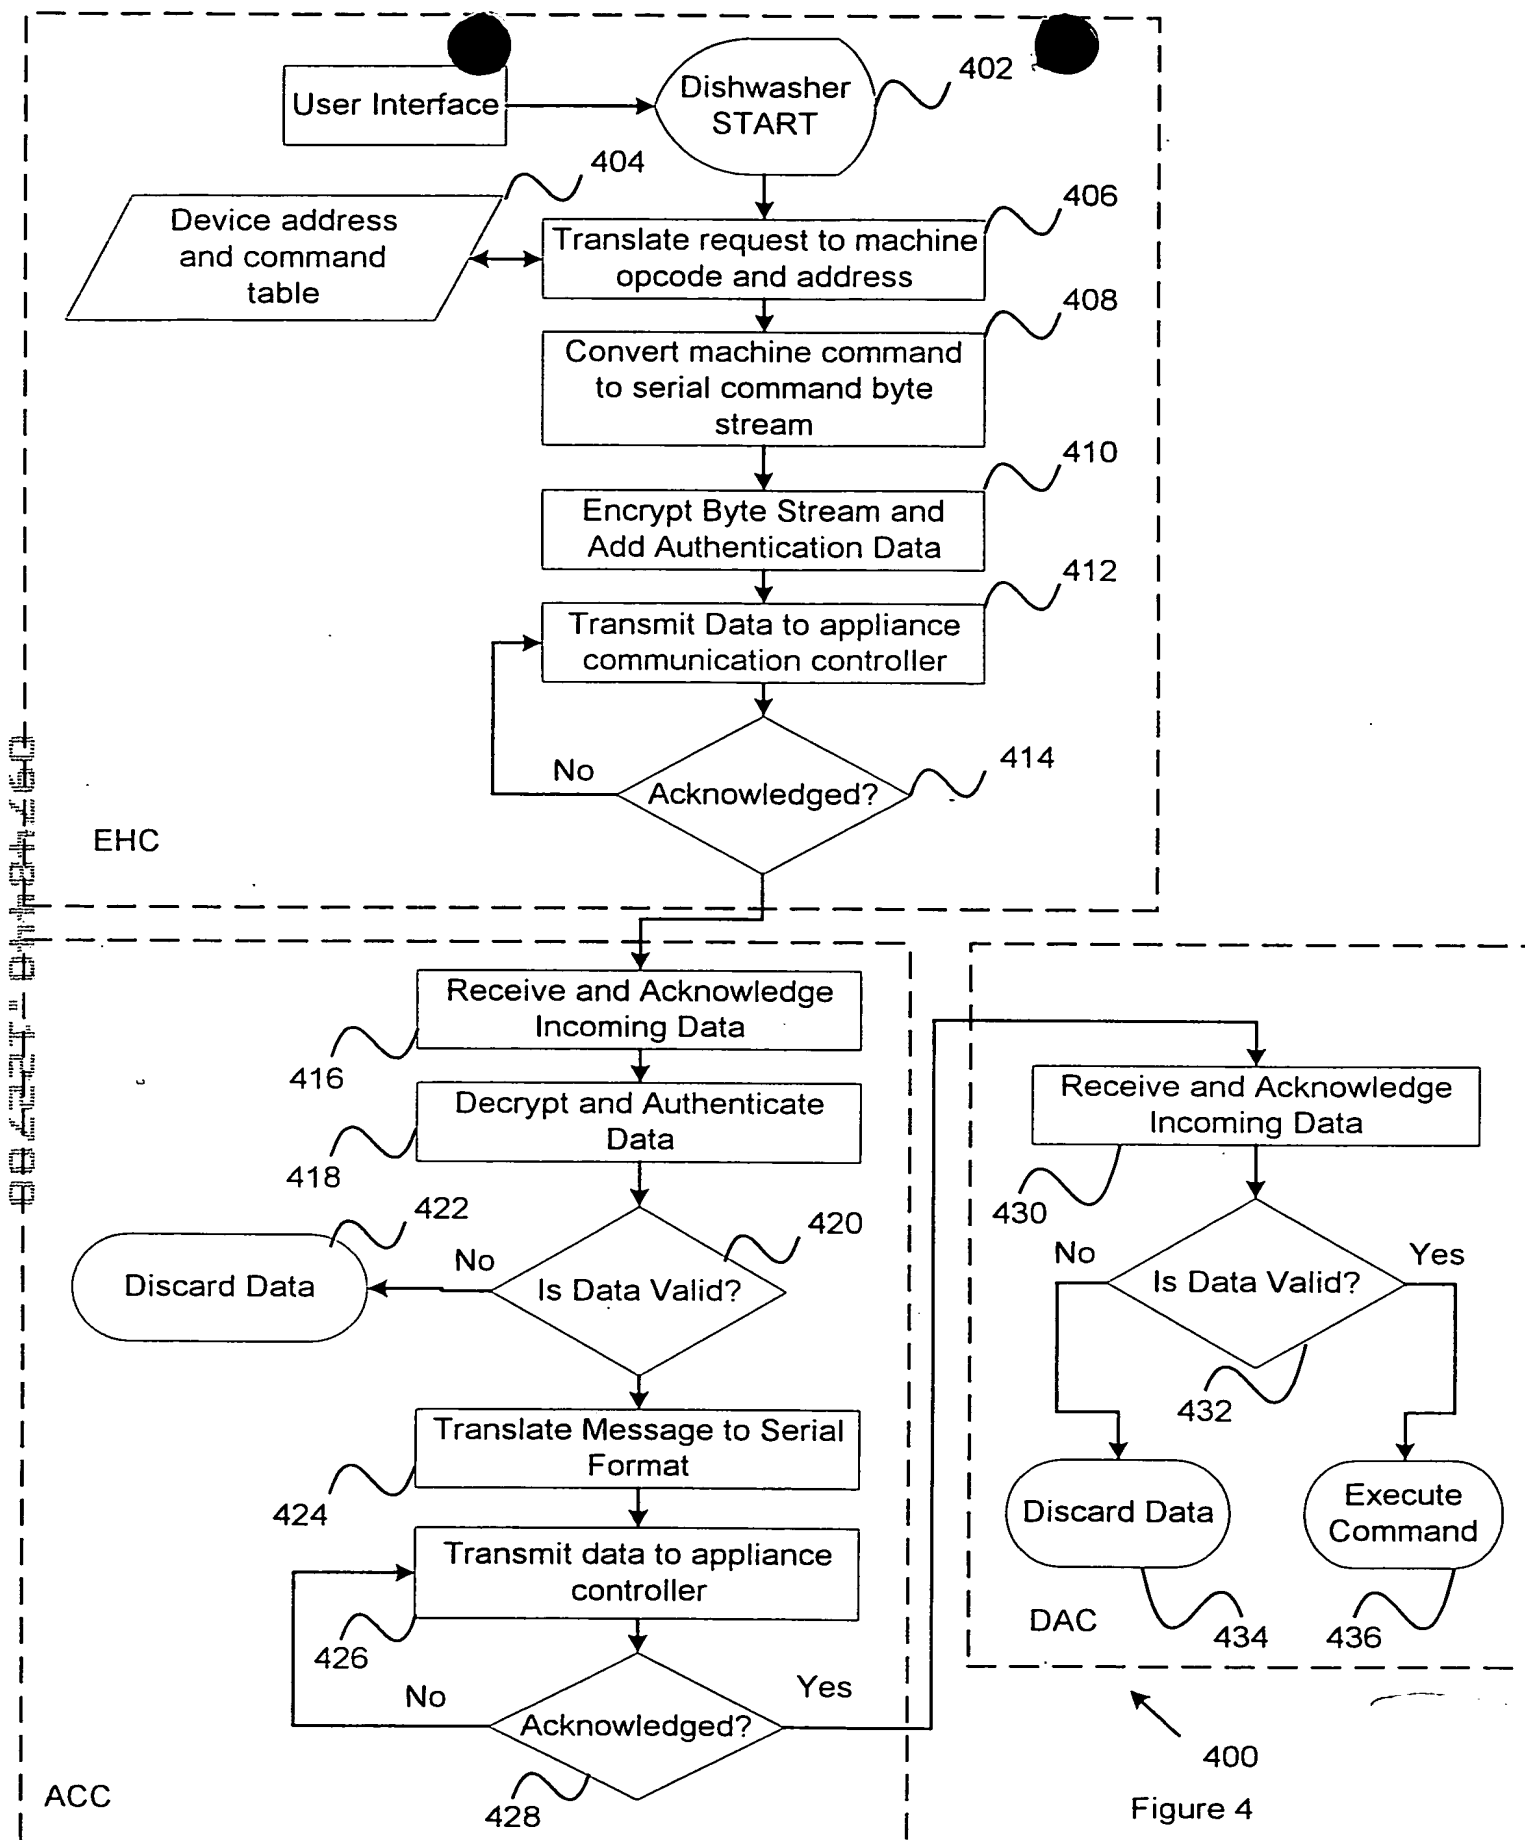 402
User Interface
Dishwasher
START
404
406
Device address
and command
table
Translate request to machine
opcode and address
408
Convert machine command
to serial command byte
stream
410
Encrypt Byte Stream and
Add Authentication Data
412
Transmit Data to appliance
communication controller
414
No
Acknowledged?
EHC
Receive and Acknowledge
Incoming Data
416
Decrypt and Authenticate
Data
418
422
420
No
Discard Data
Is Data Valid?
Translate Message to Serial
Format
424
Transmit data to appliance
controller
426
No
Yes
Acknowledged?
428
ACC
Receive and Acknowledge
Incoming Data
430
No
Yes
Is Data Valid?
432
Discard Data
Execute
Command
DAC
434
436
400
Figure 4